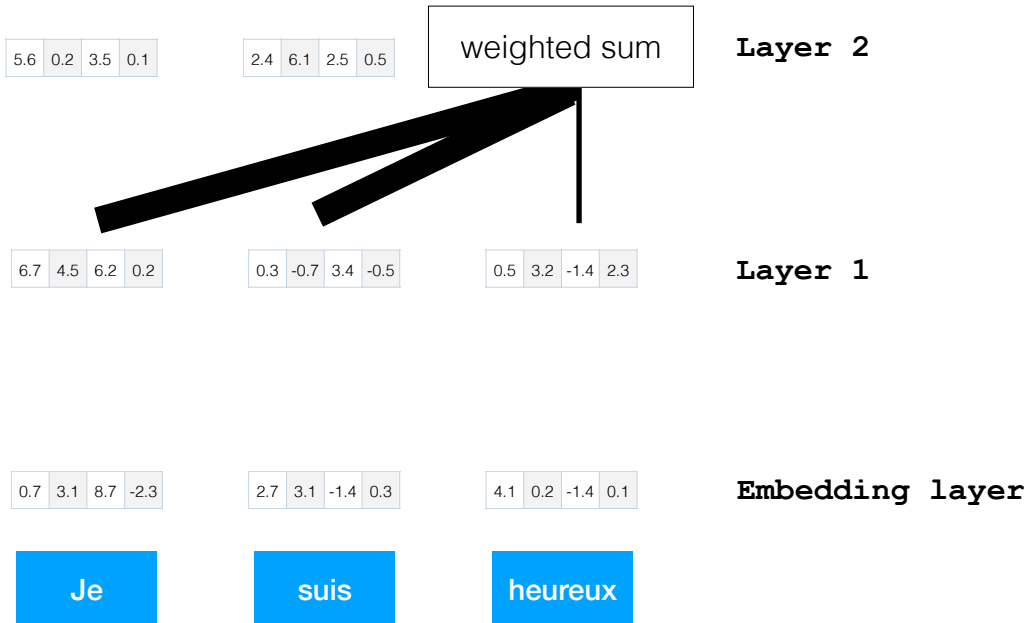 5.6 0.2 3.5 0.1 2.4 6.1 2.5 0.5 weighted sum Layer 2
6.7 4.5 6.2 0.2 0.3 -0.7 3.4 -0.5 0.5 3.2 -1.4 2.3 Layer 1
0.7 3.1 8.7 -2.3 2.7 3.1 -1.4 0.3 4.1 0.2 -1.4 0.1 Embedding layer
Je suis heureux